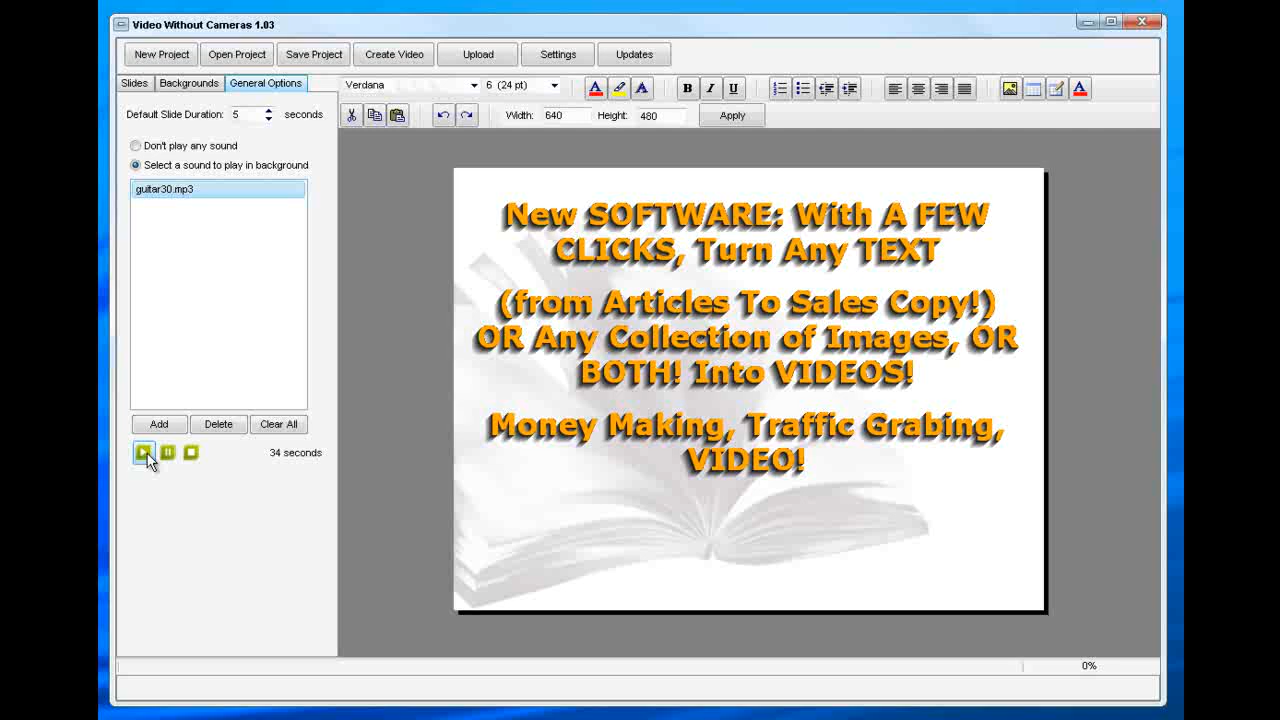 Video Without Cameras 1.03
New Project Open Project Save Project Create Video Upload Settings Updates
Slides Backgrounds General Options
Verdana 6 (24 pt) A A B I U A
Default Slide Duration: 5 seconds
Width: 640 Height: 480 Apply
Don't play any sound
Select a sound to play in background
guitar30.mp3
Add Delete Clear All
34 seconds
New SOFTWARE: With A FEW
CLICKS, Turn Any TEXT
(from Articles To Sales Copy!)
OR Any Collection of Images, OR
BOTH! Into VIDEOS!
Money Making, Traffic Grabing,
VIDEO!
0%